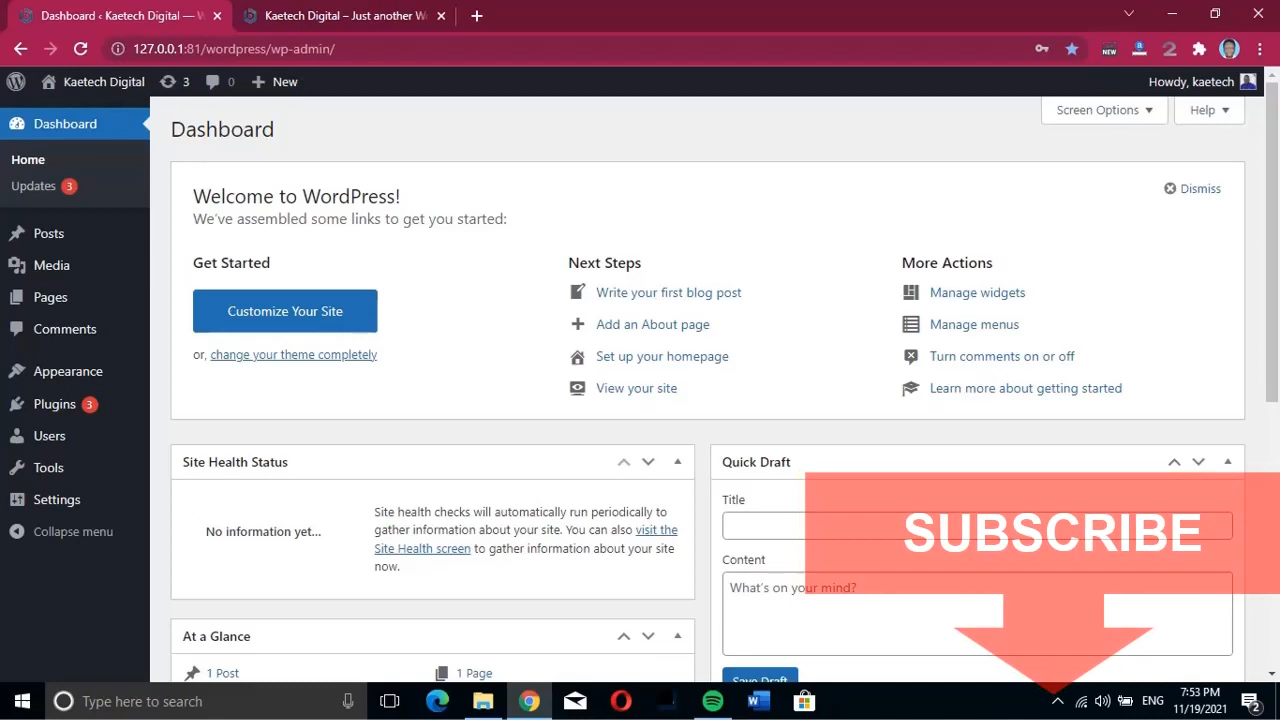 Dashboard ‹ Kaetech Digital — W
Kaetech Digital – Just another W
127.0.0.1:81/wordpress/wp-admin/
NEW
Kaetech Digital
3
0
New
Howdy, kaetech
Dashboard
Home
Updates 3
Posts
Media
Pages
Comments
Appearance
Plugins 3
Users
Tools
Settings
Collapse menu
Screen Options
Help
Dashboard
Welcome to WordPress!
Dismiss
We've assembled some links to get you started:
Get Started
Customize Your Site
or, change your theme completely
Next Steps
Write your first blog post
Add an About page
Set up your homepage
View your site
More Actions
Manage widgets
Manage menus
Turn comments on or off
Learn more about getting started
Site Health Status
No information yet...
Site health checks will automatically run periodically to
gather information about your site. You can also visit the
Site Health screen to gather information about your site
now.
At a Glance
1 Post
1 Page
Quick Draft
Title
Content
What's on your mind?
Save Draft
SUBSCRIBE
Type here to search
ENG
7:53 PM
11/19/2021
2